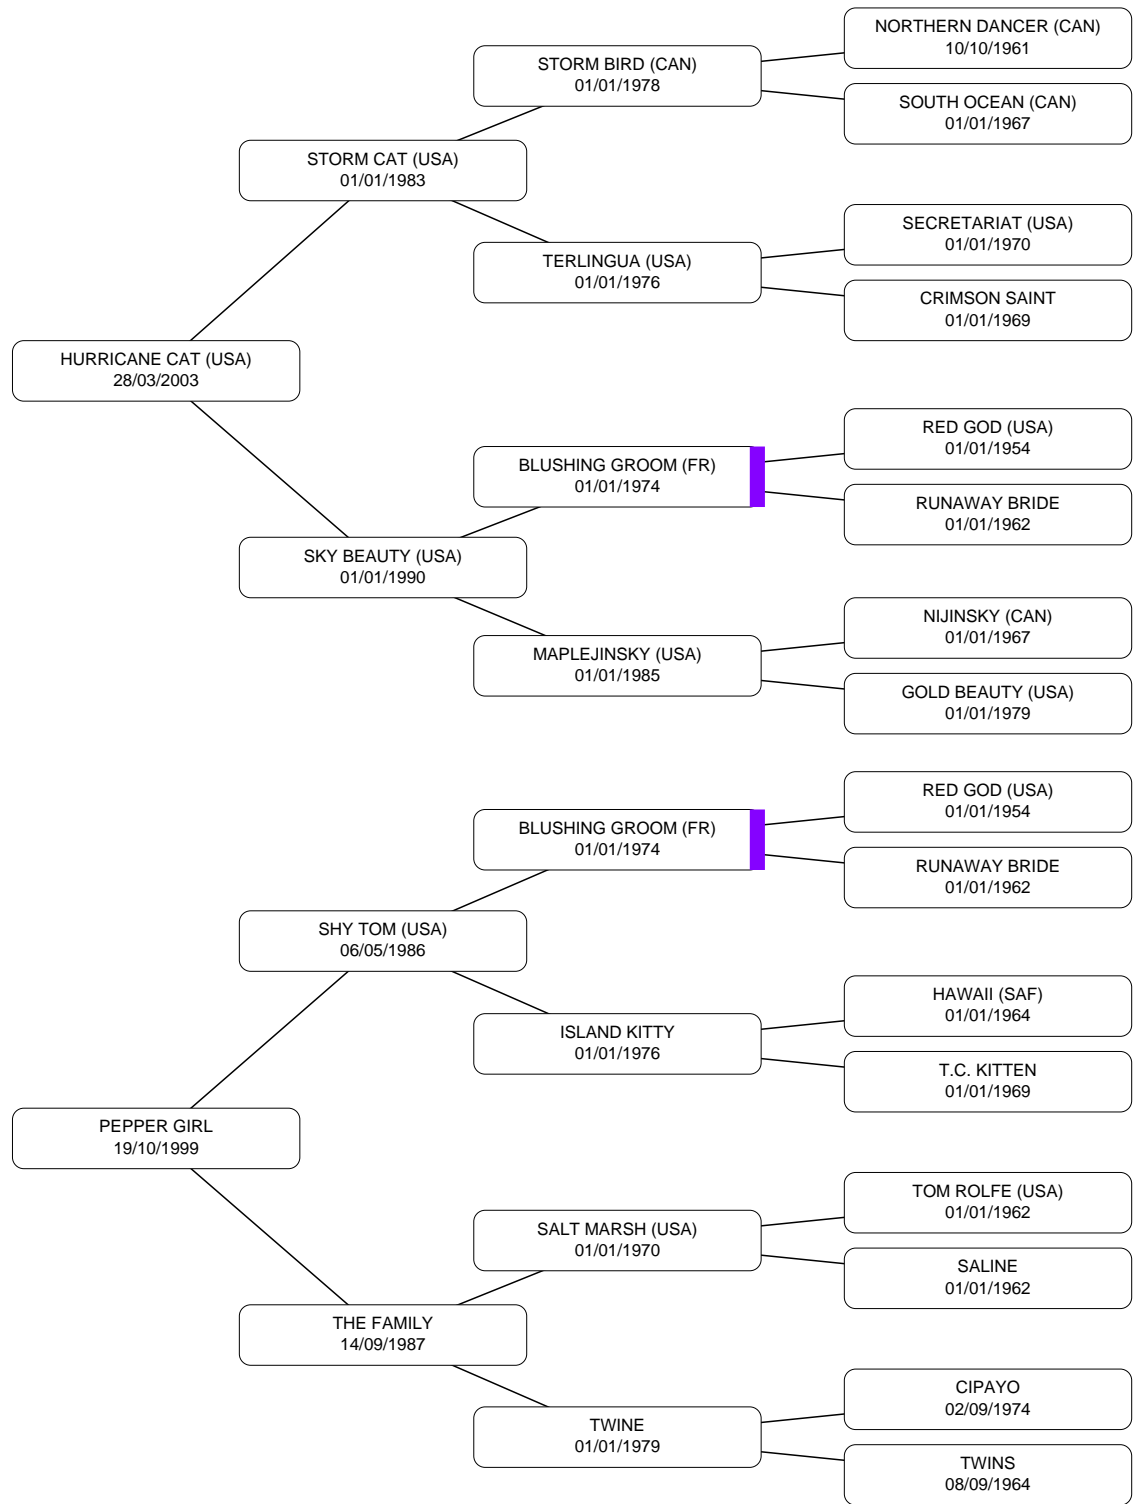 NORTHERN DANCER (CAN)
10/10/1961
STORM BIRD (CAN)
01/01/1978
SOUTH OCEAN (CAN)
01/01/1967
STORM CAT (USA)
01/01/1983
SECRETARIAT (USA)
01/01/1970
TERLINGUA (USA)
01/01/1976
CRIMSON SAINT
01/01/1969
HURRICANE CAT (USA)
28/03/2003
RED GOD (USA)
01/01/1954
BLUSHING GROOM (FR)
01/01/1974
RUNAWAY BRIDE
01/01/1962
SKY BEAUTY (USA)
01/01/1990
NIJINSKY (CAN)
01/01/1967
MAPLEJINSKY (USA)
01/01/1985
GOLD BEAUTY (USA)
01/01/1979
RED GOD (USA)
01/01/1954
BLUSHING GROOM (FR)
01/01/1974
RUNAWAY BRIDE
01/01/1962
SHY TOM (USA)
06/05/1986
HAWAII (SAF)
01/01/1964
ISLAND KITTY
01/01/1976
T.C. KITTEN
01/01/1969
PEPPER GIRL
19/10/1999
TOM ROLFE (USA)
01/01/1962
SALT MARSH (USA)
01/01/1970
SALINE
01/01/1962
THE FAMILY
14/09/1987
CIPAYO
02/09/1974
TWINE
01/01/1979
TWINS
08/09/1964